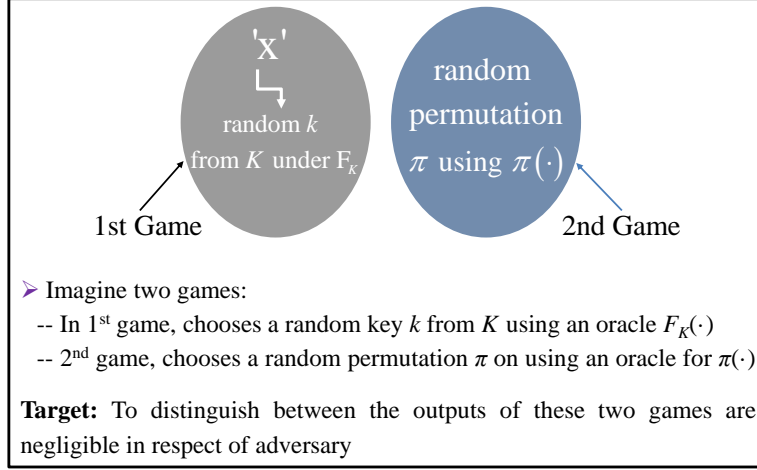 'x'
random k
from K under F_K
random
permutation
π using π(·)
1st Game
2nd Game
➢ Imagine two games:
-- In 1st game, chooses a random key k from K using an oracle F_K(·)
-- 2nd game, chooses a random permutation π on using an oracle for π(·)
Target: To distinguish between the outputs of these two games are
negligible in respect of adversary